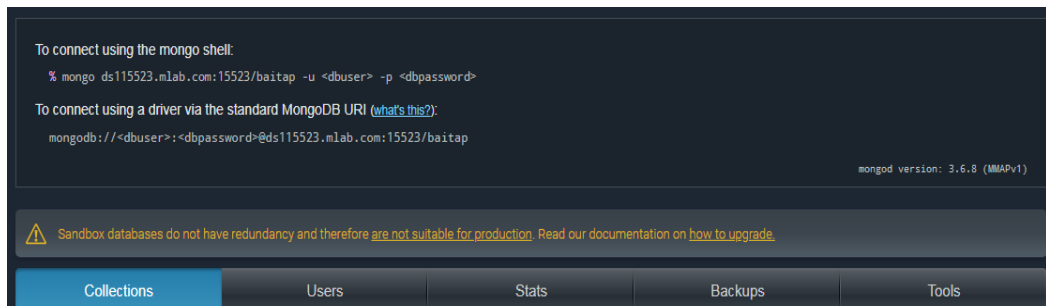 To connect using the mongo shell:
% mongo ds115523.mlab.com:15523/baitap -u <dbuser> -p <dbpassword>
To connect using a driver via the standard MongoDB URI (what's this?):
mongodb://<dbuser>:<dbpassword>@ds115523.mlab.com:15523/baitap
mongod version: 3.6.8 (MMAPv1)
Sandbox databases do not have redundancy and therefore are not suitable for production. Read our documentation on how to upgrade.
Collections Users Stats Backups Tools